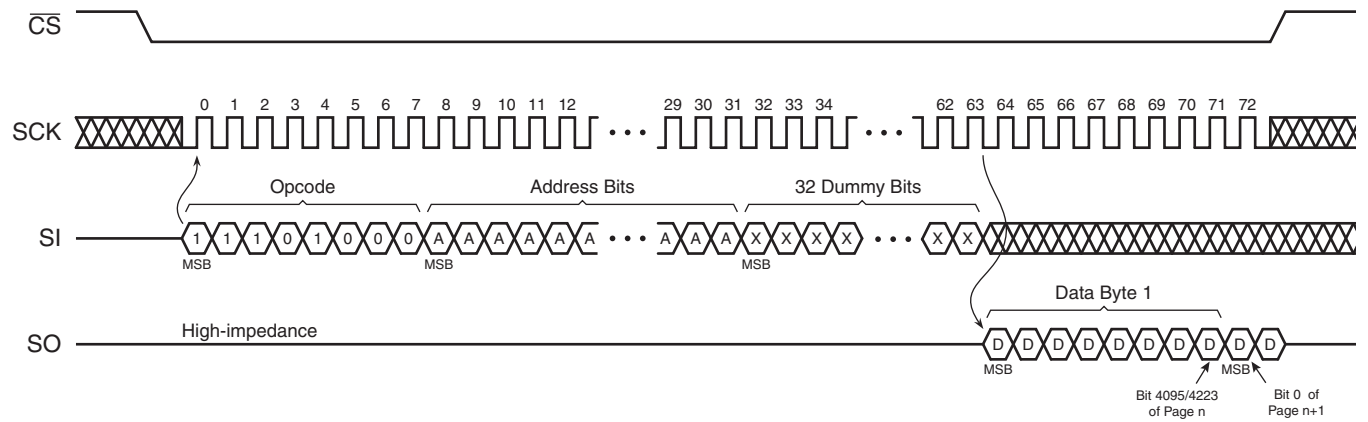 CS
0 1 2 3 4 5 6 7 8 9 10 11 12 29 30 31 32 33 34 62 63 64 65 66 67 68 69 70 71 72
SCK
Opcode Address Bits 32 Dummy Bits
SI 1 1 1 0 1 0 0 0 A A A A A A A A A X X X X X X
MSB MSB MSB
Data Byte 1
High-impedance
SO D D D D D D D D D D
MSB MSB
Bit 4095/4223
of Page n
Bit 0 of
Page n+1